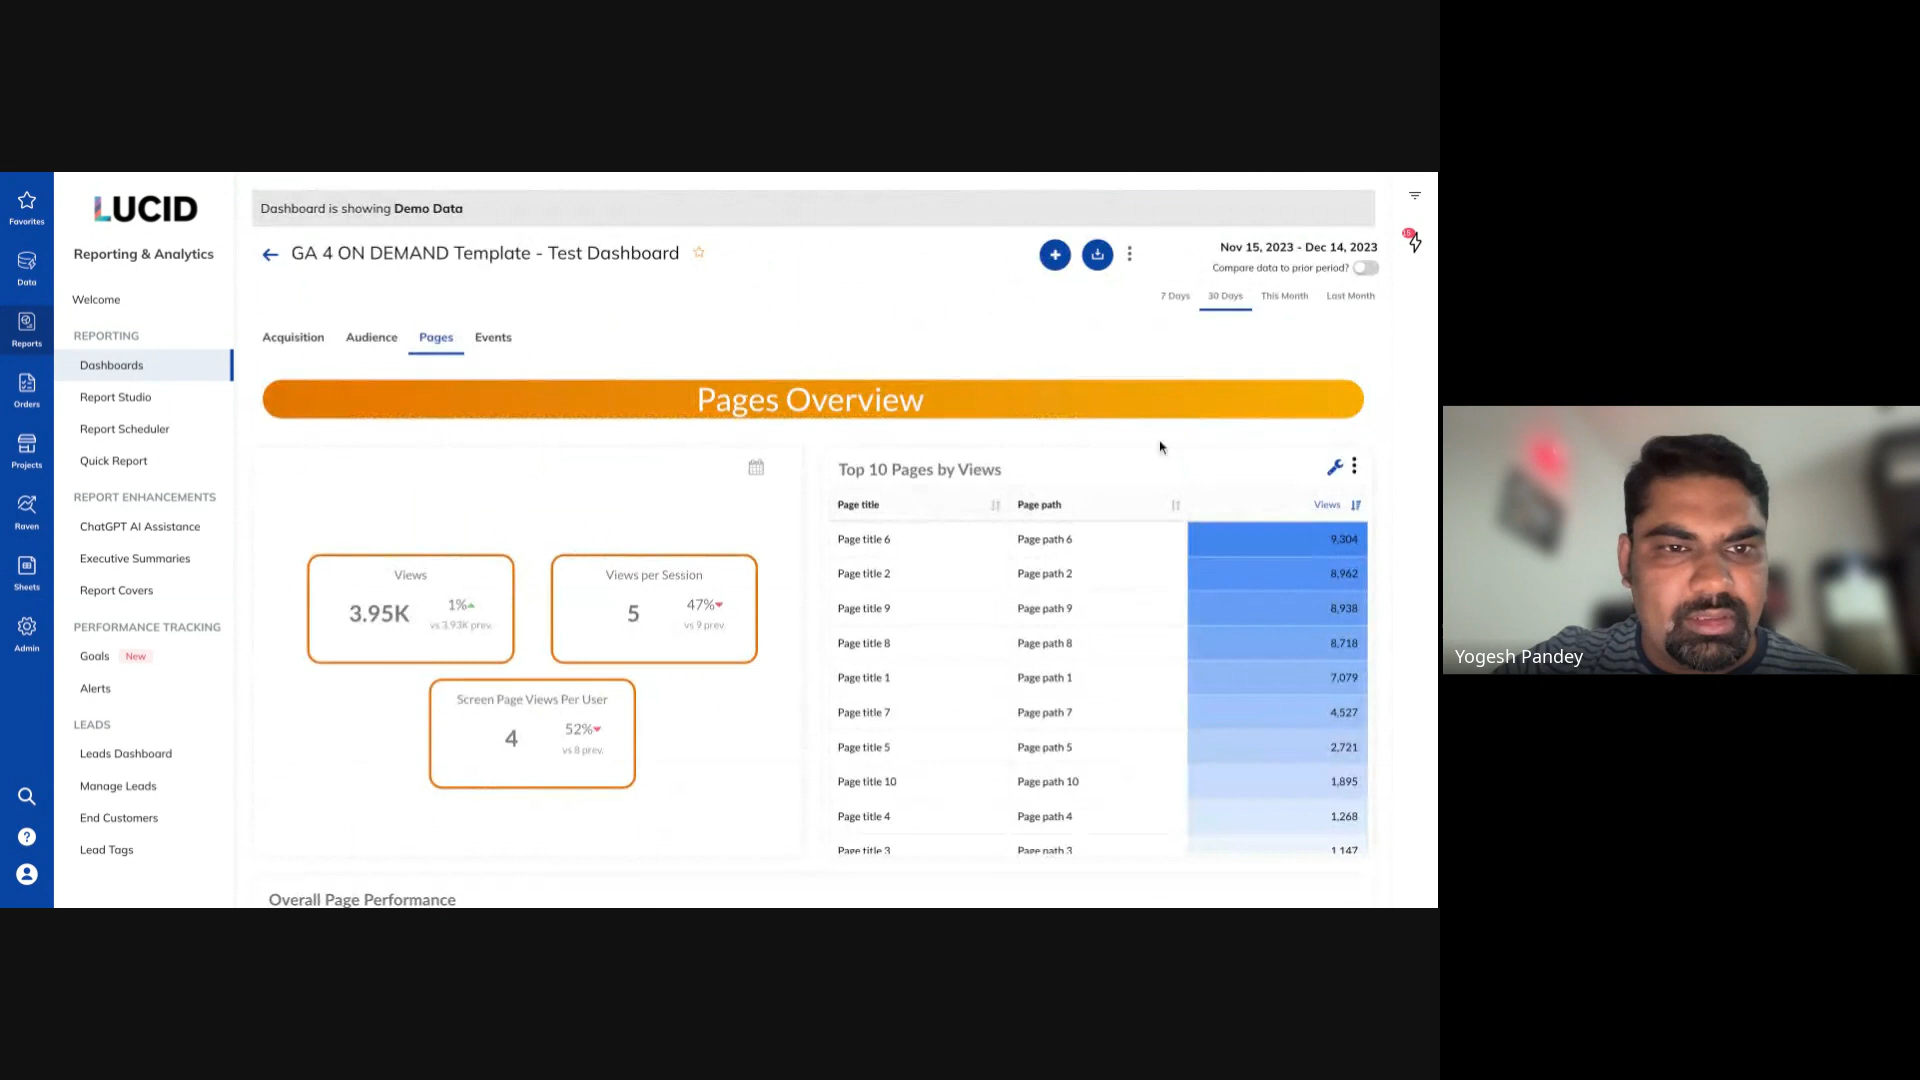 Favorites
Data
Reports
Orders
Projects
Raven
Sheets
Admin
LUCID
Reporting & Analytics
Welcome
REPORTING
Dashboards
Report Studio
Report Scheduler
Quick Report
REPORT ENHANCEMENTS
ChatGPT AI Assistance
Executive Summaries
Report Covers
PERFORMANCE TRACKING
Goals New
Alerts
LEADS
Leads Dashboard
Manage Leads
End Customers
Lead Tags
Dashboard is showing Demo Data
GA 4 ON DEMAND Template - Test Dashboard
Nov 15, 2023 - Dec 14, 2023
Compare data to prior period?
7 Days 30 Days This Month Last Month
Acquisition Audience Pages Events
Pages Overview
Views
3.95K 1%
vs 3.93K prev.
Views per Session
5 47%
vs 9 prev.
Screen Page Views Per User
4 52%
vs 8 prev.
Top 10 Pages by Views
Page title Page path Views
Page title 6 Page path 6 9,304
Page title 2 Page path 2 8,962
Page title 9 Page path 9 8,938
Page title 8 Page path 8 8,718
Page title 1 Page path 1 7,079
Page title 7 Page path 7 4,527
Page title 5 Page path 5 2,721
Page title 10 Page path 10 1,895
Page title 4 Page path 4 1,268
Page title 3 Page path 3 1,147
Overall Page Performance
Yogesh Pandey